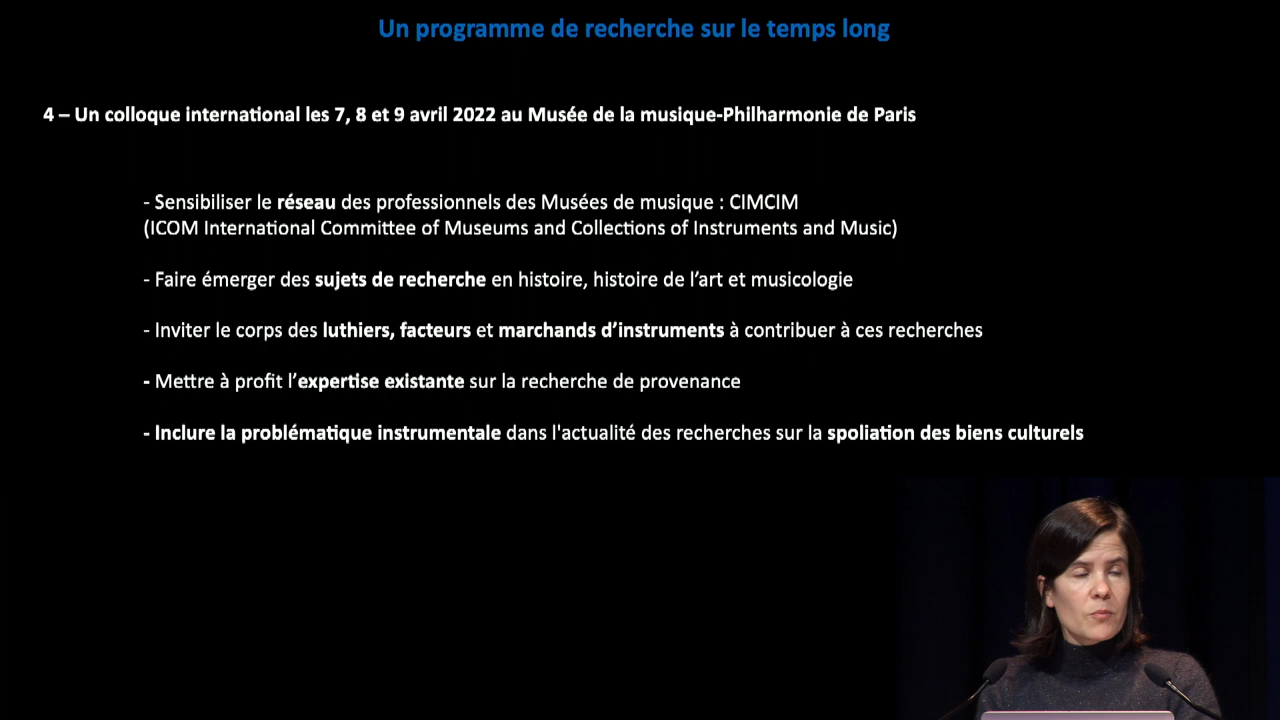 Un programme de recherche sur le temps long
4 – Un colloque international les 7, 8 et 9 avril 2022 au Musée de la musique-Philharmonie de Paris
- Sensibiliser le réseau des professionnels des Musées de musique : CIMCIM
(ICOM International Committee of Museums and Collections of Instruments and Music)
- Faire émerger des sujets de recherche en histoire, histoire de l’art et musicologie
- Inviter le corps des luthiers, facteurs et marchands d’instruments à contribuer à ces recherches
- Mettre à profit l’expertise existante sur la recherche de provenance
- Inclure la problématique instrumentale dans l'actualité des recherches sur la spoliation des biens culturels